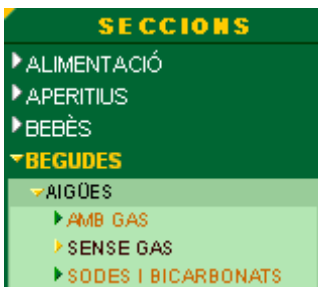 SECCIONS
ALIMENTACIÓ
APERITIUS
BEBÈS
BEGUDES
AIGÜES
AMB GAS
SENSE GAS
SODES I BICARBONATS